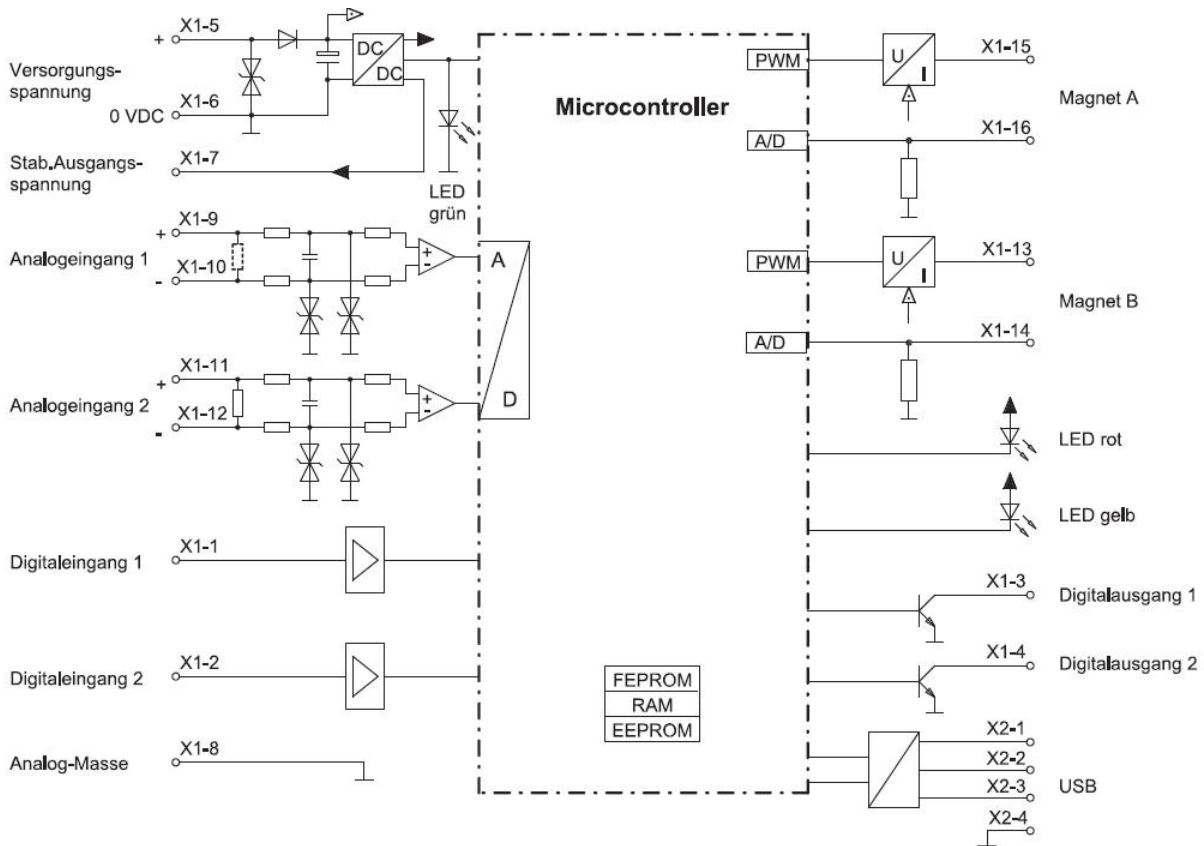 X1-5
+
Versorgungs-
spannung
X1-6
0 VDC
DC
DC
Stab.Ausgangs-
spannung
X1-7
LED
grün
X1-9
+
Analogeingang 1
X1-10
-
+
-
X1-11
+
Analogeingang 2
X1-12
-
+
-
A
D
Digitaleingang 1
X1-1
Digitaleingang 2
X1-2
Analog-Masse
X1-8
Microcontroller
FEPROM
RAM
EEPROM
PWM
U
I
X1-15
Magnet A
A/D
X1-16
PWM
U
I
X1-13
Magnet B
A/D
X1-14
LED rot
LED gelb
X1-3
Digitalausgang 1
X1-4
Digitalausgang 2
X2-1
X2-2
X2-3
USB
X2-4